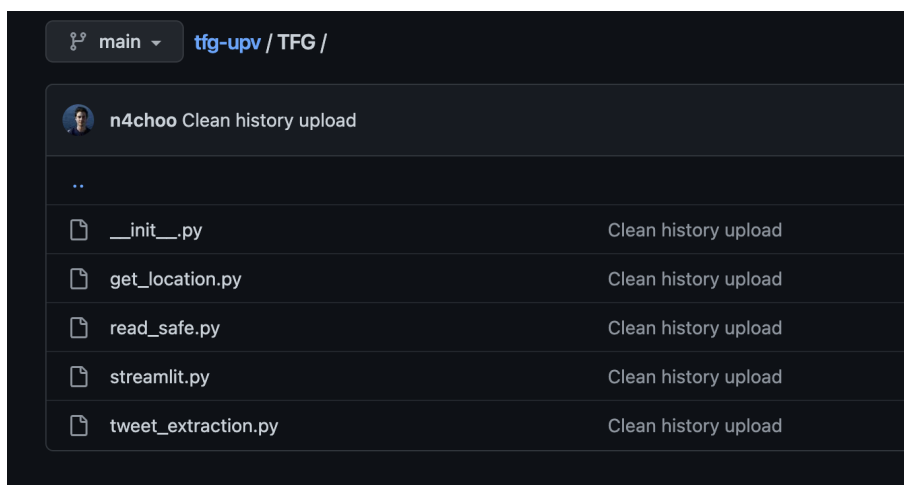 main tfg-upv / TFG /
n4choo Clean history upload
..
__init__.py Clean history upload
get_location.py Clean history upload
read_safe.py Clean history upload
streamlit.py Clean history upload
tweet_extraction.py Clean history upload